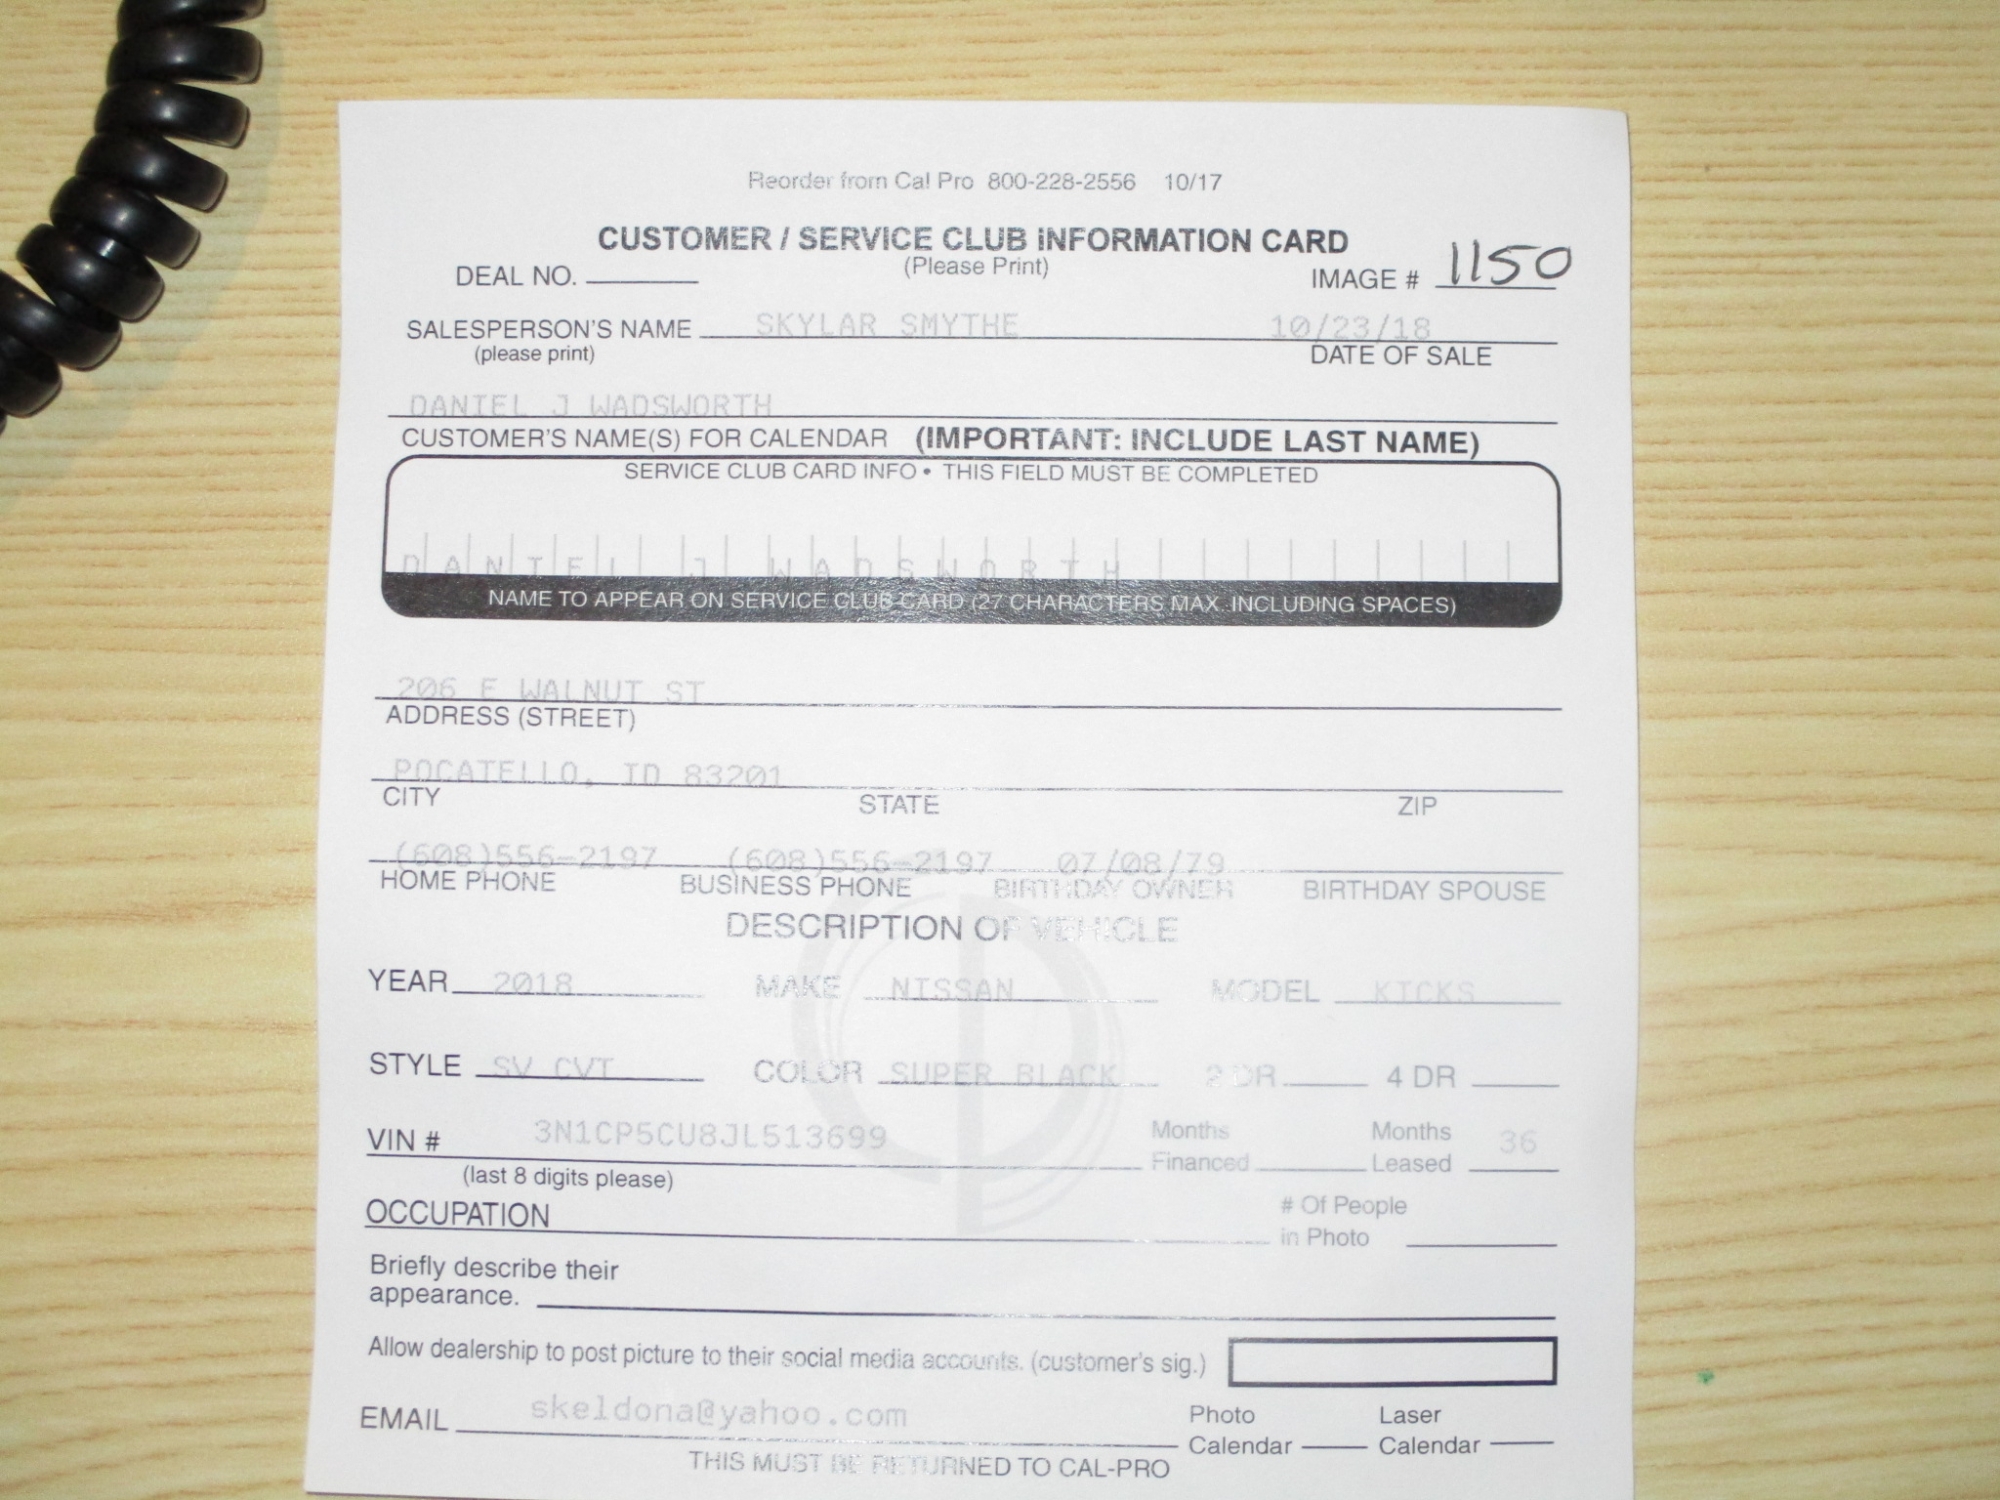 Reorder from Cal Pro 800-228-2556 10/17
CUSTOMER / SERVICE CLUB INFORMATION CARD
(Please Print)
DEAL NO. IMAGE # 1150
SALESPERSON'S NAME SKYLAR SMYTHE 10/23/18
(please print) DATE OF SALE
DANIEL J WADSWORTH
CUSTOMER'S NAME(S) FOR CALENDAR (IMPORTANT: INCLUDE LAST NAME)
SERVICE CLUB CARD INFO • THIS FIELD MUST BE COMPLETED
DANIEL J WADSWORTH
NAME TO APPEAR ON SERVICE CLUB CARD (27 CHARACTERS MAX. INCLUDING SPACES)
206 E WALNUT ST
ADDRESS (STREET)
POCATELLO, ID 83201
CITY STATE ZIP
(608)556-2197 (608)556-2197 07/08/79
HOME PHONE BUSINESS PHONE BIRTHDAY OWNER BIRTHDAY SPOUSE
DESCRIPTION OF VEHICLE
YEAR 2018 MAKE NISSAN MODEL KICKS
STYLE SV CVT COLOR SUPER BLACK 2 DR 4 DR
VIN # 3N1CP5CU8JL513699 Months Financed Months Leased 36
(last 8 digits please)
OCCUPATION # Of People in Photo
Briefly describe their
appearance.
Allow dealership to post picture to their social media accounts. (customer's sig.)
EMAIL skeldona@yahoo.com Photo Calendar Laser Calendar
THIS MUST BE RETURNED TO CAL-PRO